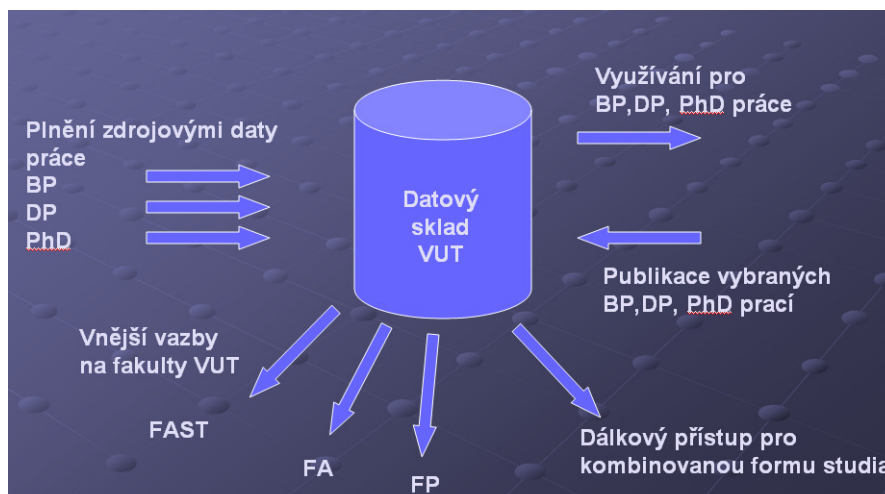 Plnění zdrojovými daty
práce
BP
DP
PhD
Datový
sklad
VUT
Využívání pro
BP,DP, PhD práce
Publikace vybraných
BP,DP, PhD prací
Vnější vazby
na fakulty VUT
FAST
FA
FP
Dálkový přístup pro
kombinovanou formu studia